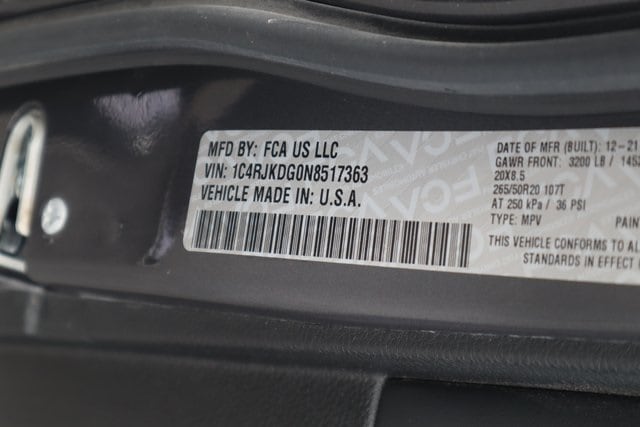 MFD BY: FCA US LLC
VIN: 1C4RJKDG0N8517363
VEHICLE MADE IN: U.S.A.
DATE OF MFR (BUILT): 12-21
GAWR FRONT: 3200 LB / 145
20X8.5
265/50R20 107T
AT 250 kPa / 36 PSI
TYPE: MPV PAIN
THIS VEHICLE CONFORMS TO AL
STANDARDS IN EFFECT